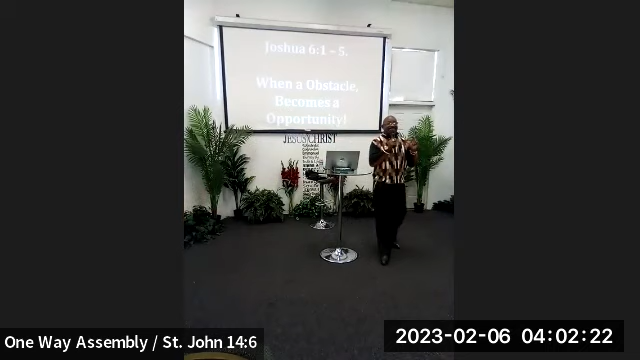 Joshua 6:1 - 5.
When a Obstacle,
Becomes a
Opportunity!
JESUS CHRIST
One Way Assembly / St. John 14:6
2023-02-06 04:02:22